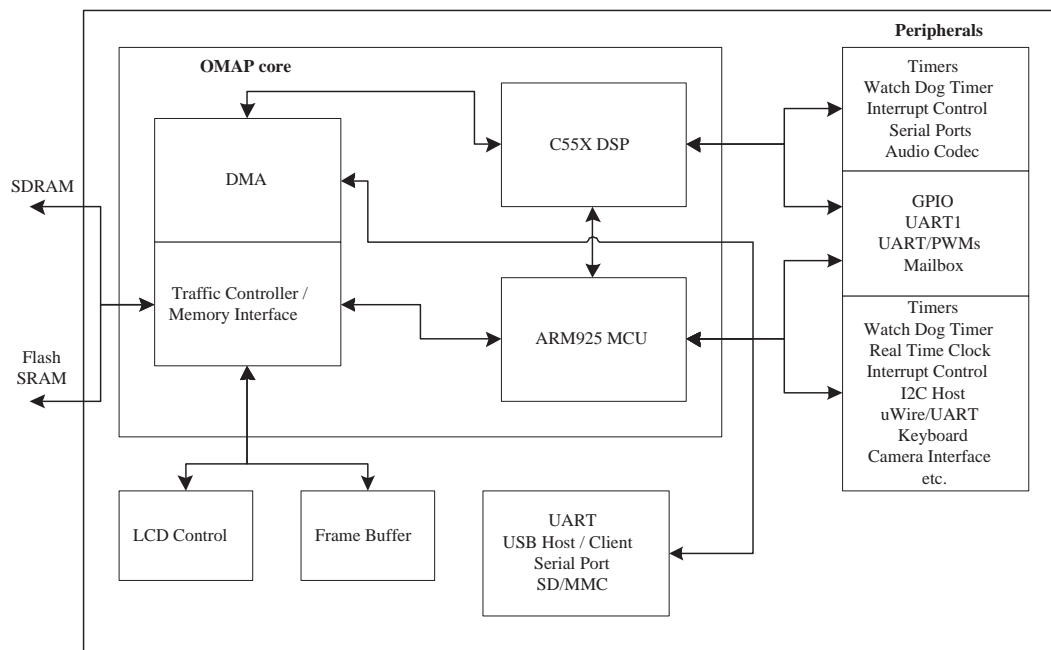 Peripherals
OMAP core
Timers
Watch Dog Timer
Interrupt Control
Serial Ports
Audio Codec
C55X DSP
DMA
SDRAM
GPIO
UART1
UART/PWMs
Mailbox
Traffic Controller /
Memory Interface
ARM925 MCU
Timers
Watch Dog Timer
Real Time Clock
Interrupt Control
I2C Host
uWire/UART
Keyboard
Camera Interface
etc.
Flash
SRAM
LCD Control
Frame Buffer
UART
USB Host / Client
Serial Port
SD/MMC